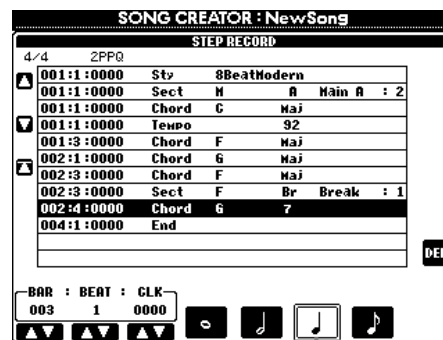 SONG CREATOR : NewSong
STEP RECORD
4/4 2PPQ
001:1:0000 Sty 8BeatModern
001:1:0000 Sect M A Main A : 2
001:1:0000 Chord C Maj
001:1:0000 Tempo 92
001:3:0000 Chord F Maj
002:1:0000 Chord G Maj
002:3:0000 Chord F Maj
002:3:0000 Sect F Br Break : 1
002:4:0000 Chord G 7
004:1:0000 End
DEL
BAR : BEAT : CLK
003 1 0000